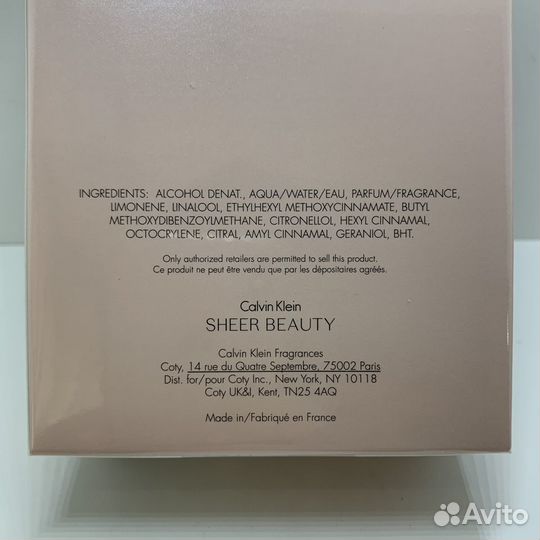 INGREDIENTS: ALCOHOL DENAT., AQUA/WATER/EAU, PARFUM/FRAGRANCE,
LIMONENE, LINALOOL, ETHYLHEXYL METHOXYCINNAMATE, BUTYL
METHOXYDIBENZOYLMETHANE, CITRONELLOL, HEXYL CINNAMAL,
OCTOCRYLENE, CITRAL, AMYL CINNAMAL, GERANIOL, BHT.
Only authorized retailers are permitted to sell this product.
Ce produit ne peut être vendu que par les dépositaires agréés.
Calvin Klein
SHEER BEAUTY
Calvin Klein Fragrances
Coty, 14 rue du Quatre Septembre, 75002 Paris
Dist. for/pour Coty Inc., New York, NY 10118
Coty UK&I, Kent, TN25 4AQ
Made in/Fabriqué en France
Avito